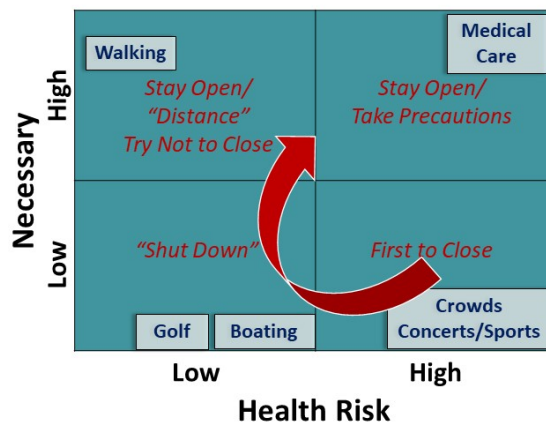 Necessary
High
Low
Walking
Stay Open/
“Distance”
Try Not to Close
Medical
Care
Stay Open/
Take Precautions
“Shut Down”
Golf
Boating
First to Close
Crowds
Concerts/Sports
Low
High
Health Risk